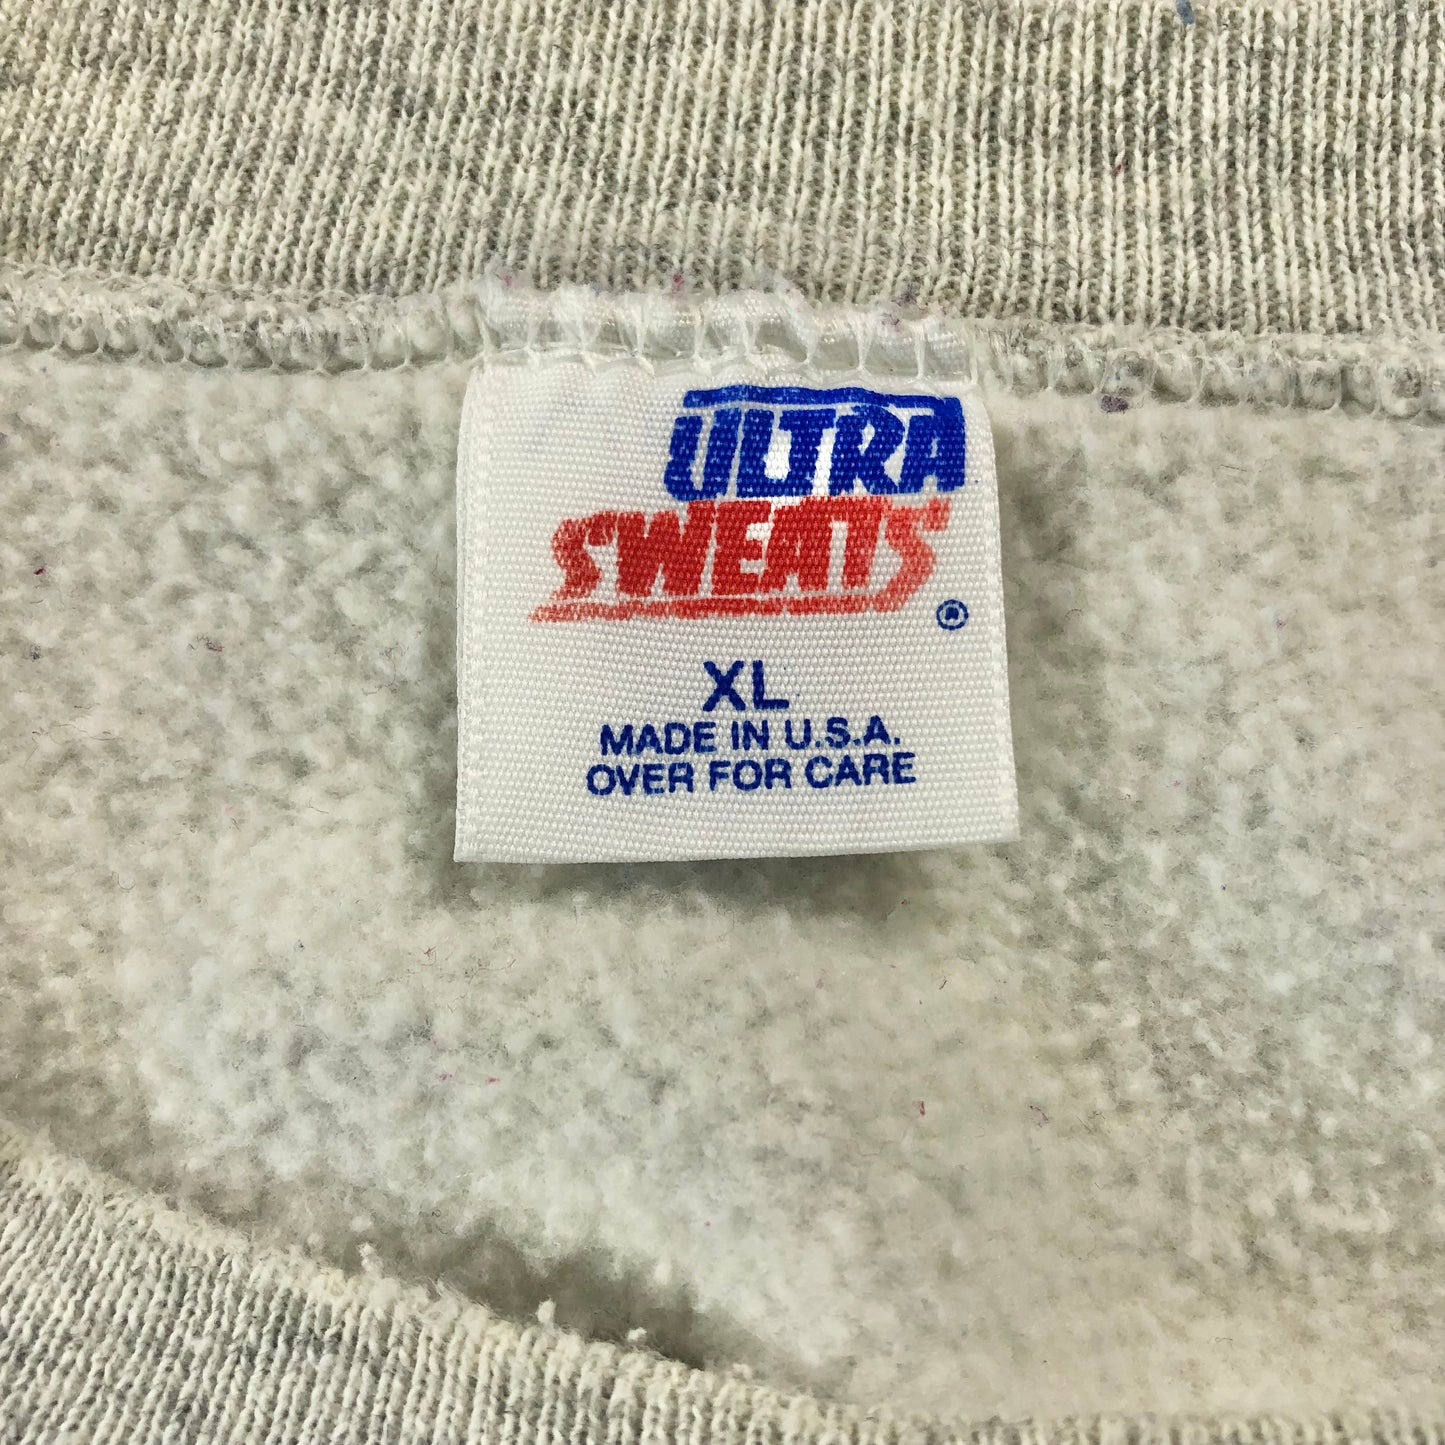 ULTRA
SWEATS ®
XL
MADE IN U.S.A.
OVER FOR CARE